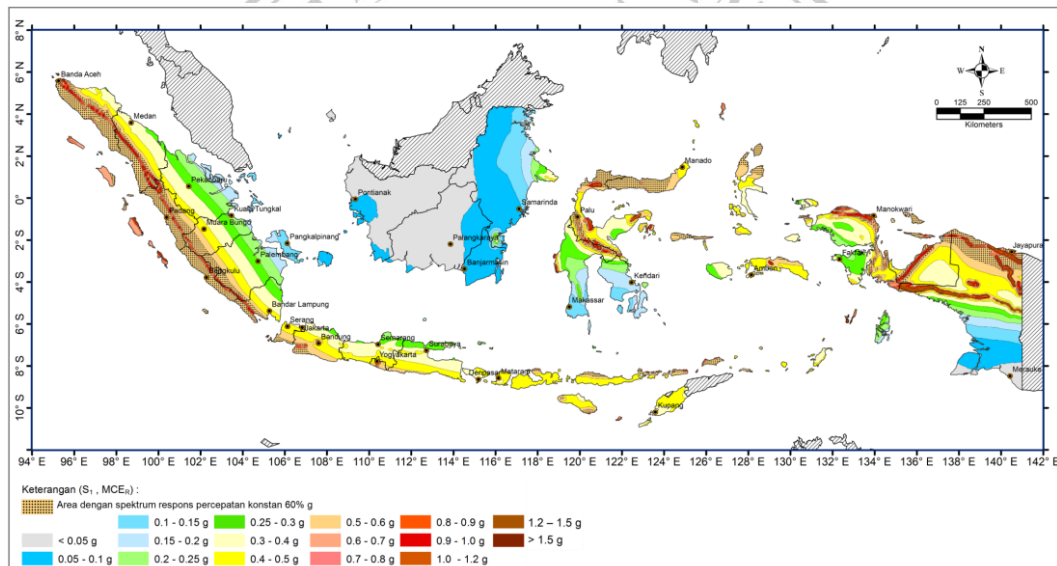 8° N
6° N
4° N
2° N
0°
2° S
4° S
6° S
8° S
10° S
Banda Aceh
Medan
Pekanbaru
Kuala Tungkal
Padang
Muara Bungo
Pangkalpinang
Palembang
Bengkulu
Bandar Lampung
Serang
Jakarta
Bandung
Semarang
Yogyakarta
Surabaya
Denpasar
Mataram
Kupang
Pontianak
Palangkaraya
Samarinda
Banjarmasin
Manado
Palu
Kendari
Makassar
Ambon
Fakfak
Manokwari
Jayapura
Merauke
N
W E
S
0 125 250 500
Kilometers
94° E 96° E 98° E 100° E 102° E 104° E 106° E 108° E 110° E 112° E 114° E 116° E 118° E 120° E 122° E 124° E 126° E 128° E 130° E 132° E 134° E 136° E 138° E 140° E 142° E
Keterangan (S₁ , MCER) :
Area dengan spektrum respons percepatan konstan 60% g
0.1 - 0.15 g 0.25 - 0.3 g 0.5 - 0.6 g 0.8 - 0.9 g 1.2 – 1.5 g
< 0.05 g 0.15 - 0.2 g 0.3 - 0.4 g 0.6 - 0.7 g 0.9 - 1.0 g > 1.5 g
0.05 - 0.1 g 0.2 - 0.25 g 0.4 - 0.5 g 0.7 - 0.8 g 1.0 - 1.2 g